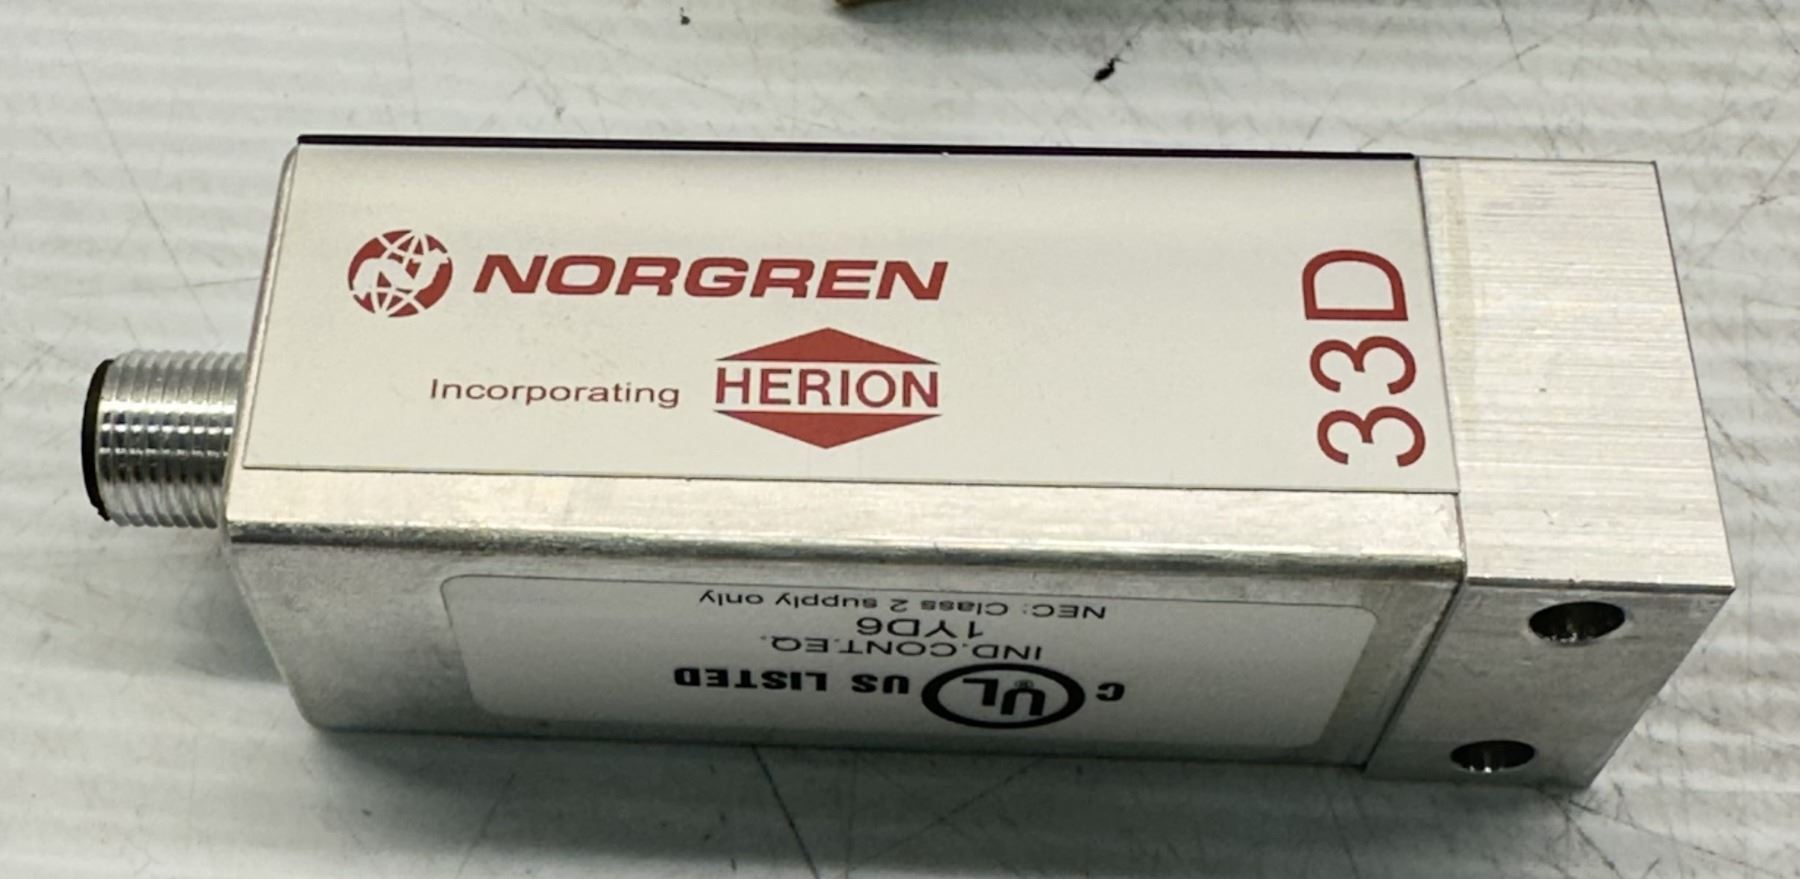 NORGREN
Incorporating HERION
33D
C UL® US LISTED
IND.CONT.EQ.
1YD6
NEC: Class 2 supply only